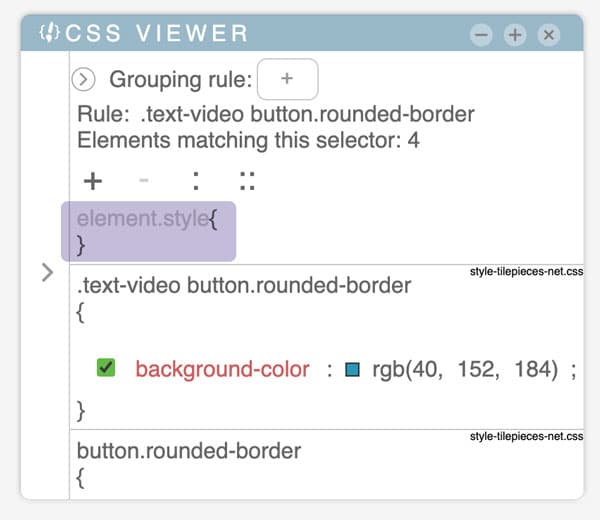 CSS VIEWER
Grouping rule: +
Rule: .text-video button.rounded-border
Elements matching this selector: 4
+ - : ::
element.style{
}
style-tilepieces-net.css
.text-video button.rounded-border
{
background-color : rgb(40, 152, 184) ;
}
style-tilepieces-net.css
button.rounded-border
{